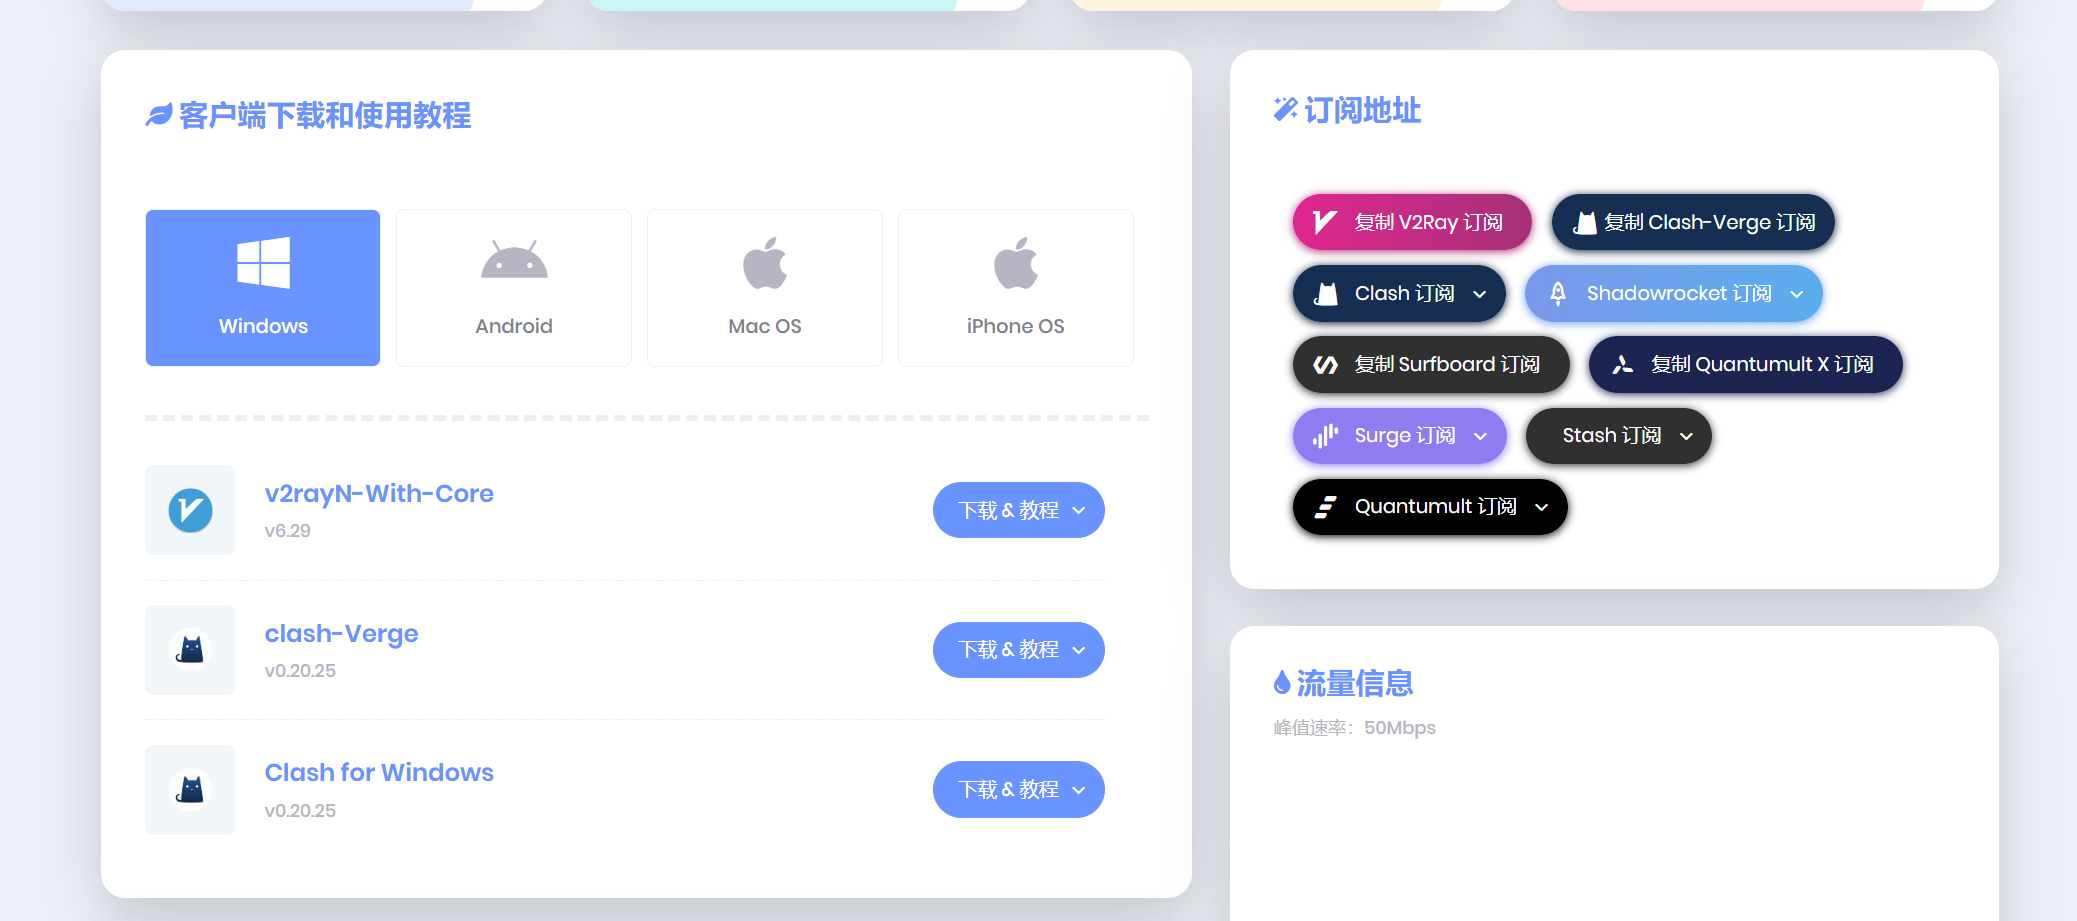 客户端下载和使用教程
Windows
Android
Mac OS
iPhone OS
v2rayN-With-Core
v6.29
下载 & 教程
clash-Verge
v0.20.25
下载 & 教程
Clash for Windows
v0.20.25
下载 & 教程
订阅地址
复制 V2Ray 订阅
复制 Clash-Verge 订阅
Clash 订阅
Shadowrocket 订阅
复制 Surfboard 订阅
复制 Quantumult X 订阅
Surge 订阅
Stash 订阅
Quantumult 订阅
流量信息
峰值速率：50Mbps